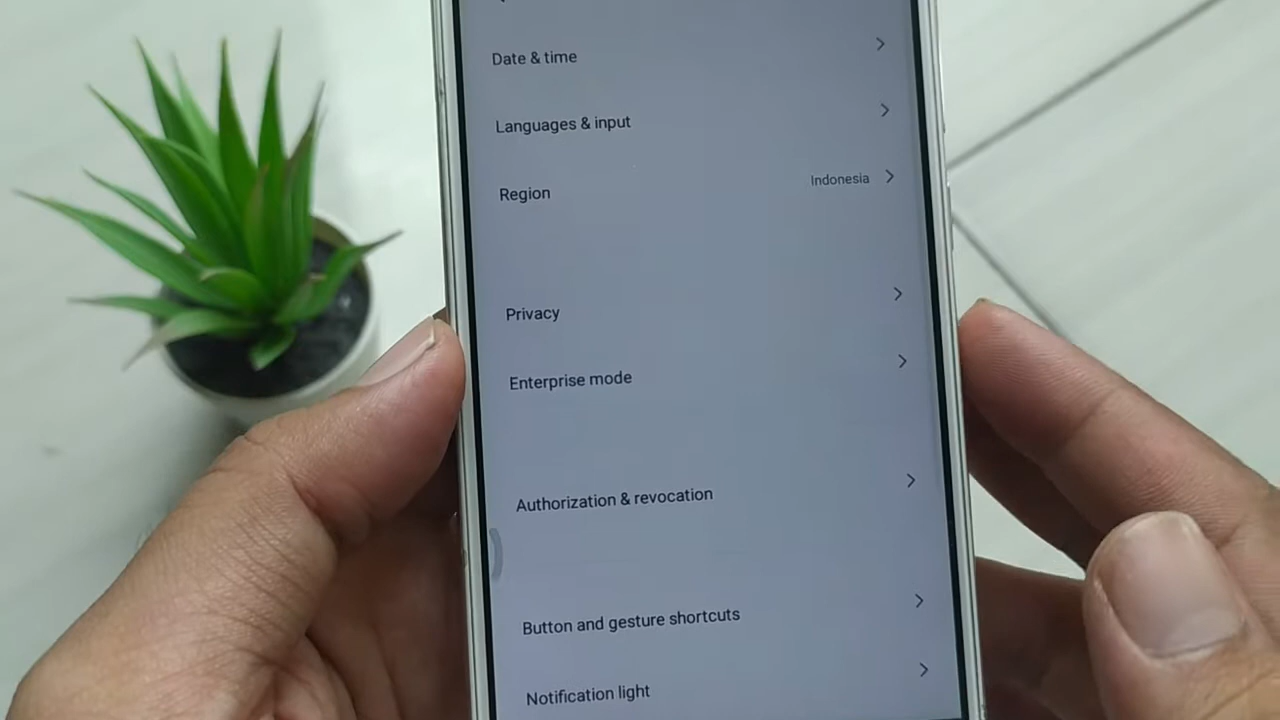 Date & time
Languages & input
Region
Indonesia
Privacy
Enterprise mode
Authorization & revocation
Button and gesture shortcuts
Notification light